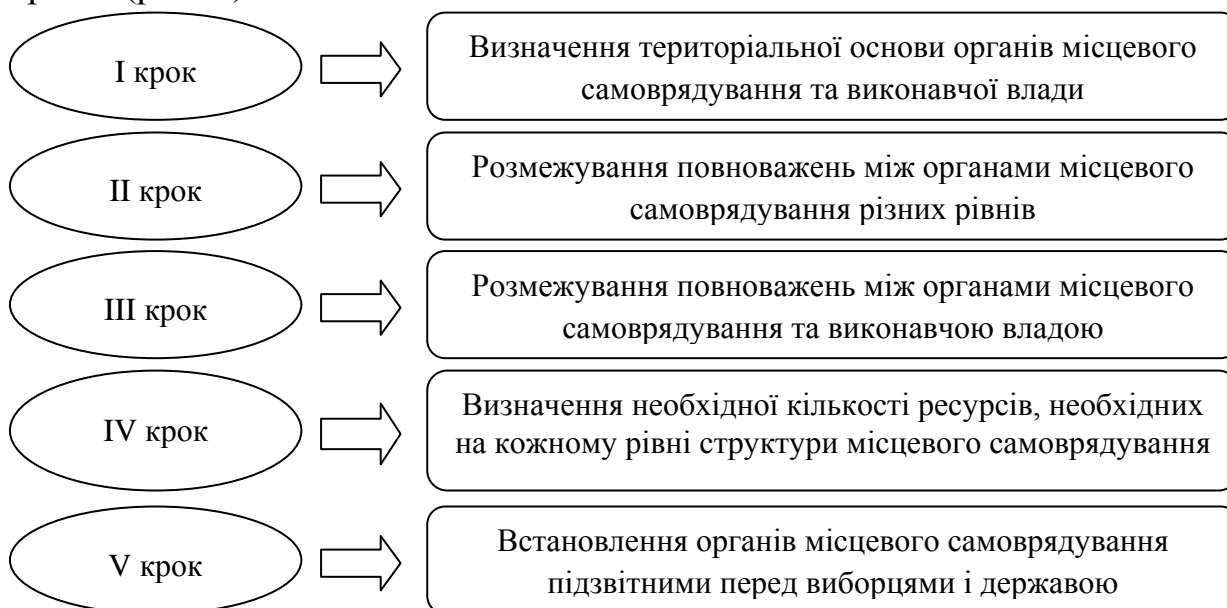 I крок
Визначення територіальної основи органів місцевого
самоврядування та виконавчої влади
II крок
Розмежування повноважень між органами місцевого
самоврядування різних рівнів
III крок
Розмежування повноважень між органами місцевого
самоврядування та виконавчою владою
IV крок
Визначення необхідної кількості ресурсів, необхідних
на кожному рівні структури місцевого самоврядування
V крок
Встановлення органів місцевого самоврядування
підзвітними перед виборцями і державою